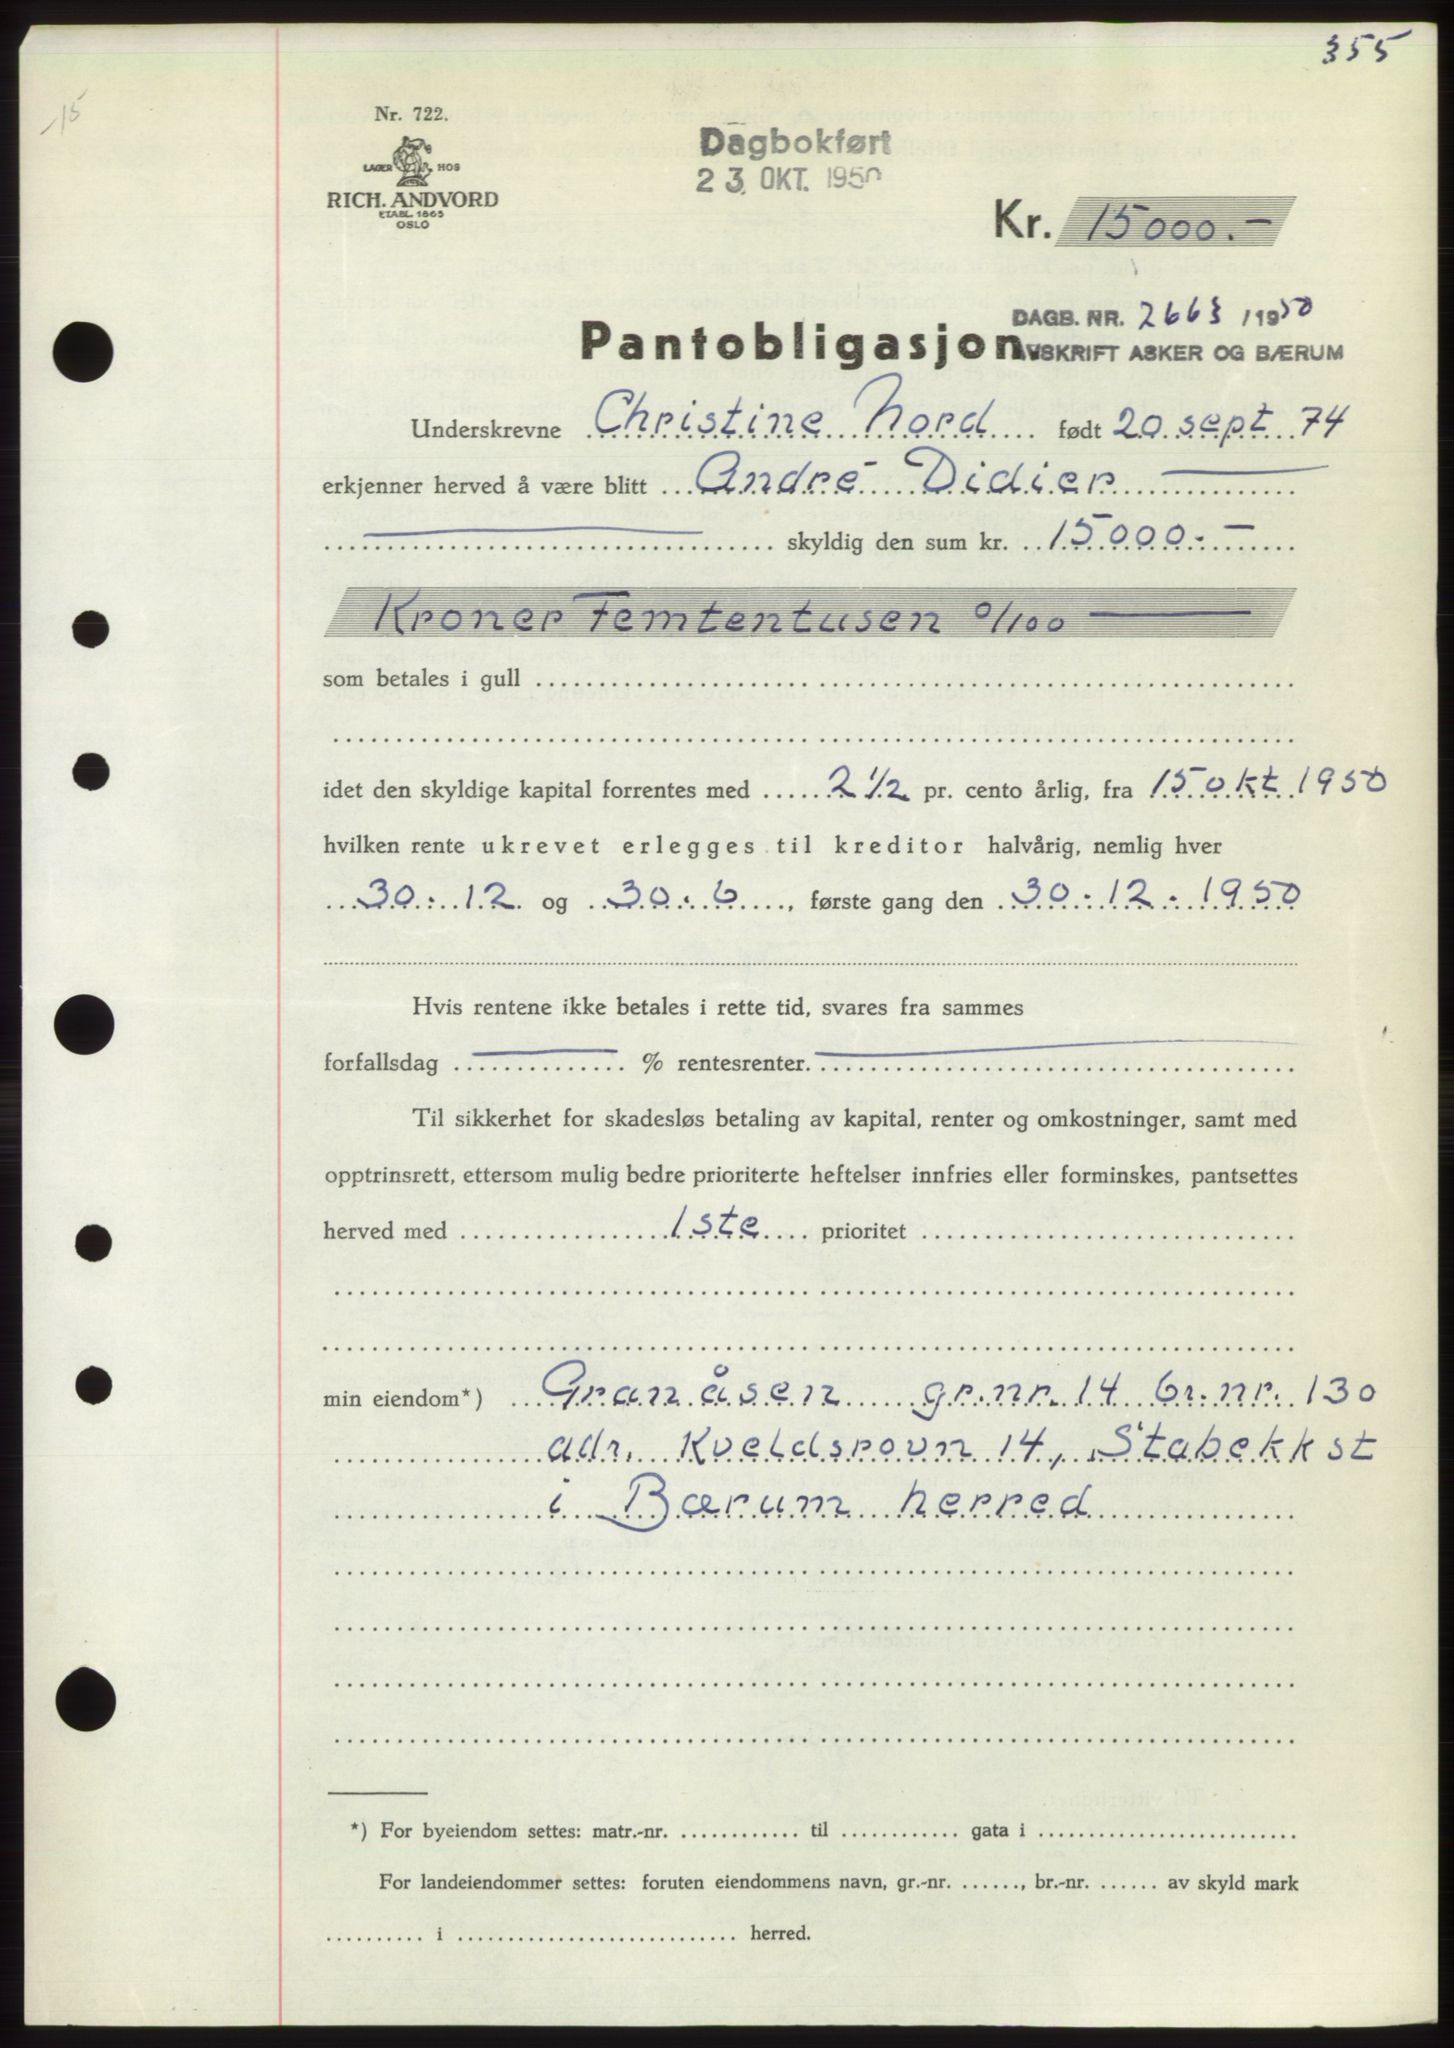 355
15
Nr. 722.
LAGER HOS
RICH. ANDVORD
ETABL. 1865
OSLO
Dagbokført
23. OKT. 1950
Kr. 15000.-
DAGB. NR. 2663 /1950
Pantobligasjon.
AVSKRIFT ASKER OG BÆRUM
Underskrevne Christine Nord født 20 sept 74
erkjenner herved å være blitt André Didier
skyldig den sum kr. 15000.-
Kroner Femtentusen 0/100
som betales i gull
idet den skyldige kapital forrentes med 2 1/2 pr. cento årlig, fra 15 okt 1950
hvilken rente ukrevet erlegges til kreditor halvårig, nemlig hver
30.12 og 30.6, første gang den 30.12.1950
Hvis rentene ikke betales i rette tid, svares fra sammes
forfallsdag % rentesrenter.
Til sikkerhet for skadesløs betaling av kapital, renter og omkostninger, samt med
opptrinsrett, ettersom mulig bedre prioriterte heftelser innfries eller forminskes, pantsettes
herved med 1ste prioritet
min eiendom*) Granåsen gr.nr. 14 br.nr. 130
adr. Kveldsrovn 14, Stabekk st
i Bærum herred
*) For byeiendom settes: matr.-nr. til gata i
For landeiendommer settes: foruten eiendommens navn, gr.-nr. , br.-nr. av skyld mark
i herred.